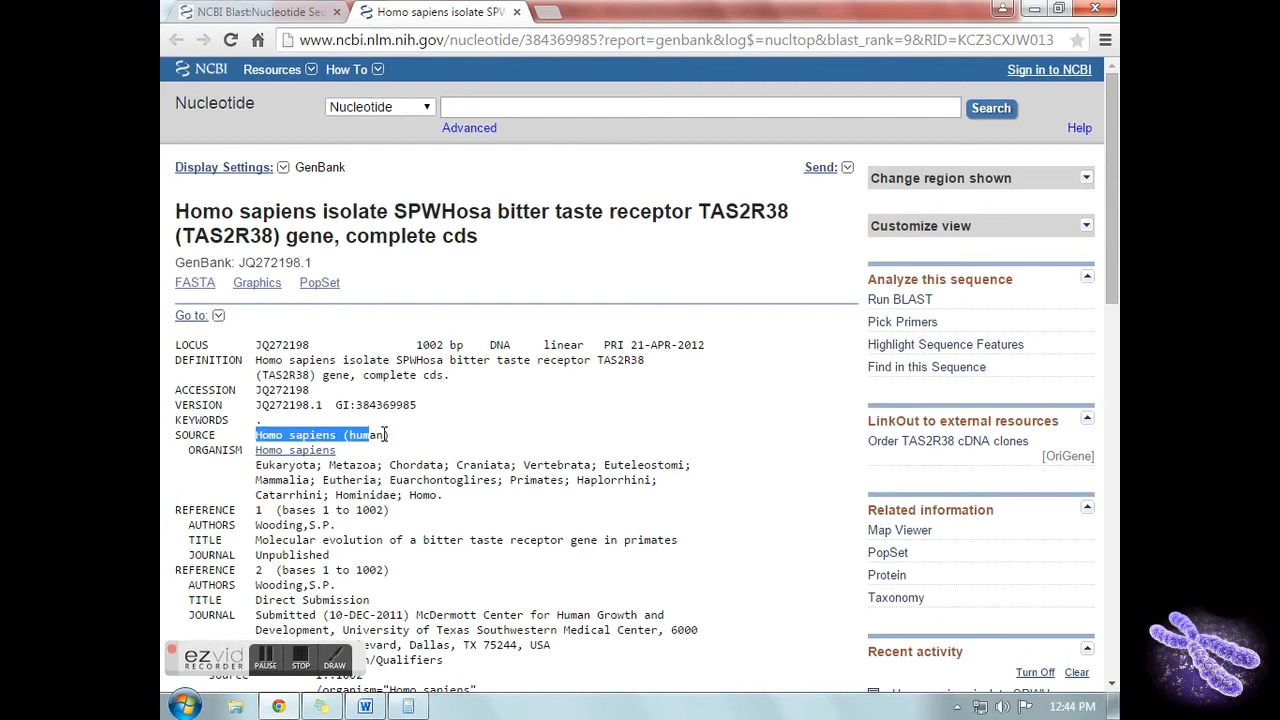 NCBI Blast:Nucleotide Sec
Homo sapiens isolate SPW
www.ncbi.nlm.nih.gov/nucleotide/384369985?report=genbank&log$=nucltop&blast_rank=9&RID=KCZ3CXJW013
NCBI Resources How To Sign in to NCBI
Nucleotide
Nucleotide
Search
Advanced
Help
Display Settings: GenBank
Send:
Homo sapiens isolate SPWHosa bitter taste receptor TAS2R38
(TAS2R38) gene, complete cds
GenBank: JQ272198.1
FASTA Graphics PopSet
Go to:
LOCUS JQ272198 1002 bp DNA linear PRI 21-APR-2012
DEFINITION Homo sapiens isolate SPWHosa bitter taste receptor TAS2R38
(TAS2R38) gene, complete cds.
ACCESSION JQ272198
VERSION JQ272198.1 GI:384369985
KEYWORDS .
SOURCE Homo sapiens (human)
ORGANISM Homo sapiens
Eukaryota; Metazoa; Chordata; Craniata; Vertebrata; Euteleostomi;
Mammalia; Eutheria; Euarchontoglires; Primates; Haplorrhini;
Catarrhini; Hominidae; Homo.
REFERENCE 1 (bases 1 to 1002)
AUTHORS Wooding,S.P.
TITLE Molecular evolution of a bitter taste receptor gene in primates
JOURNAL Unpublished
REFERENCE 2 (bases 1 to 1002)
AUTHORS Wooding,S.P.
TITLE Direct Submission
JOURNAL Submitted (10-DEC-2011) McDermott Center for Human Growth and
Development, University of Texas Southwestern Medical Center, 6000
evard, Dallas, TX 75244, USA
n/Qualifiers
source 1..1002
/organism="Homo sapiens"
Change region shown
Customize view
Analyze this sequence
Run BLAST
Pick Primers
Highlight Sequence Features
Find in this Sequence
LinkOut to external resources
Order TAS2R38 cDNA clones
[OriGene]
Related information
Map Viewer
PopSet
Protein
Taxonomy
Recent activity
Turn Off Clear
ezvid
RECORDER
PAUSE
STOP
DRAW
12:44 PM